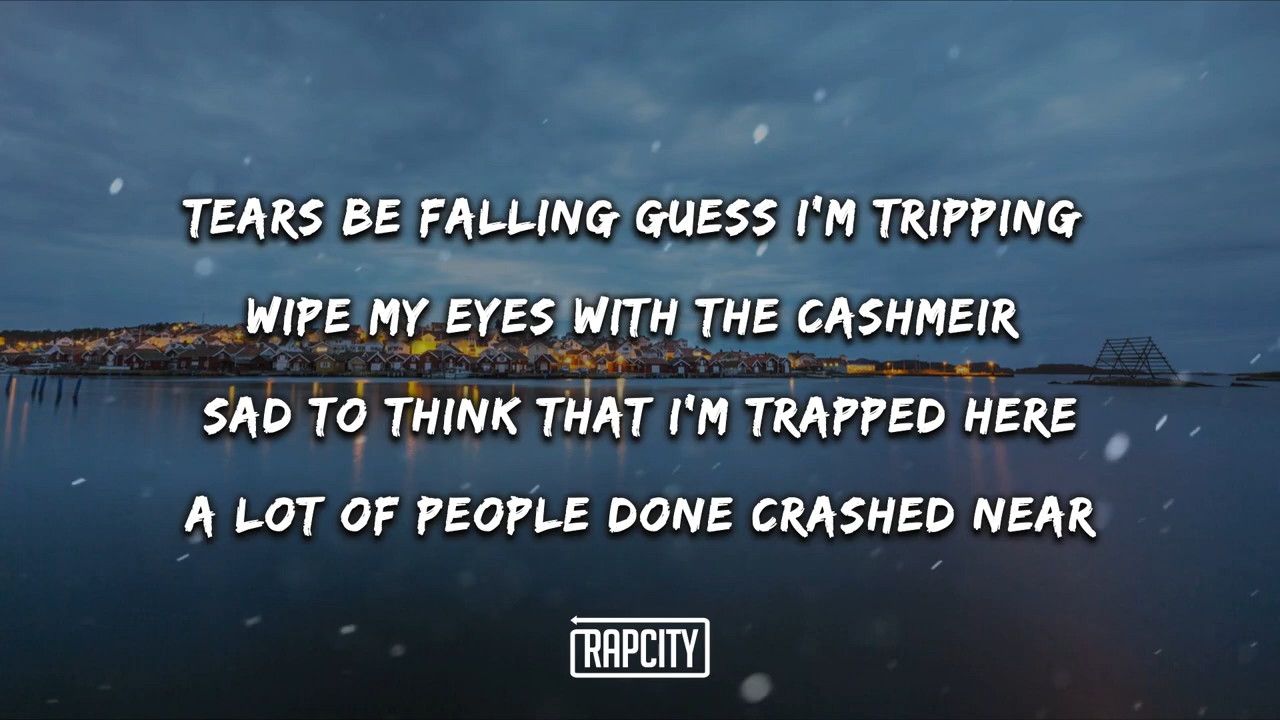 TEARS BE FALLING GUESS I'M TRIPPING
WIPE MY EYES WITH THE CASHMEIR
SAD TO THINK THAT I'M TRAPPED HERE
A LOT OF PEOPLE DONE CRASHED NEAR
RAPCITY